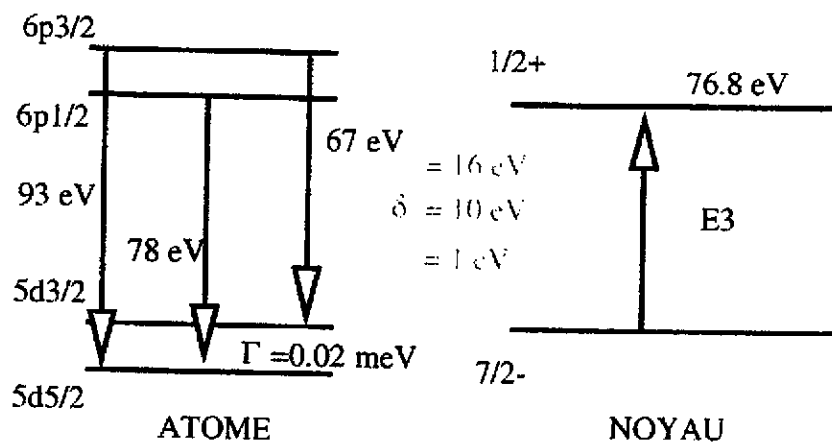 6p3/2
6p1/2
93 eV
78 eV
67 eV
5d3/2
Γ =0.02 meV
5d5/2
ATOME
= 16 eV
δ = 10 eV
= 1 eV
1/2+
76.8 eV
E3
7/2-
NOYAU